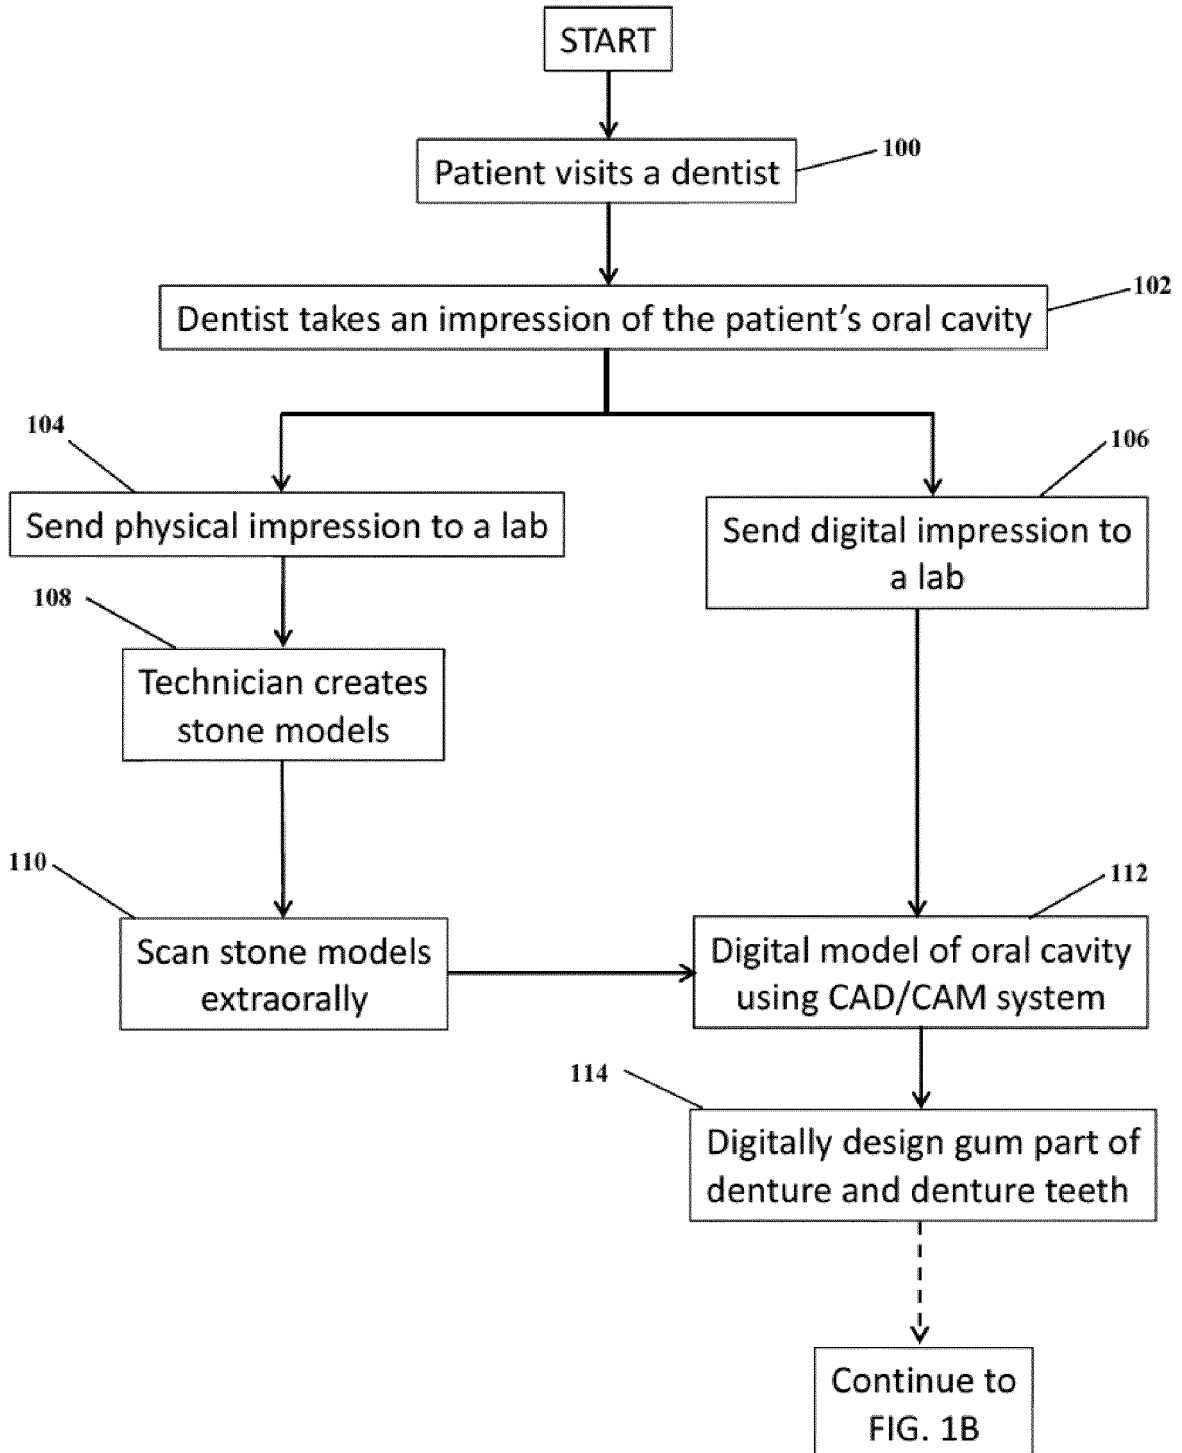 START
100
Patient visits a dentist
102
Dentist takes an impression of the patient's oral cavity
104
Send physical impression to a lab
106
Send digital impression to
a lab
108
Technician creates
stone models
110
Scan stone models
extraorally
112
Digital model of oral cavity
using CAD/CAM system
114
Digitally design gum part of
denture and denture teeth
Continue to
FIG. 1B